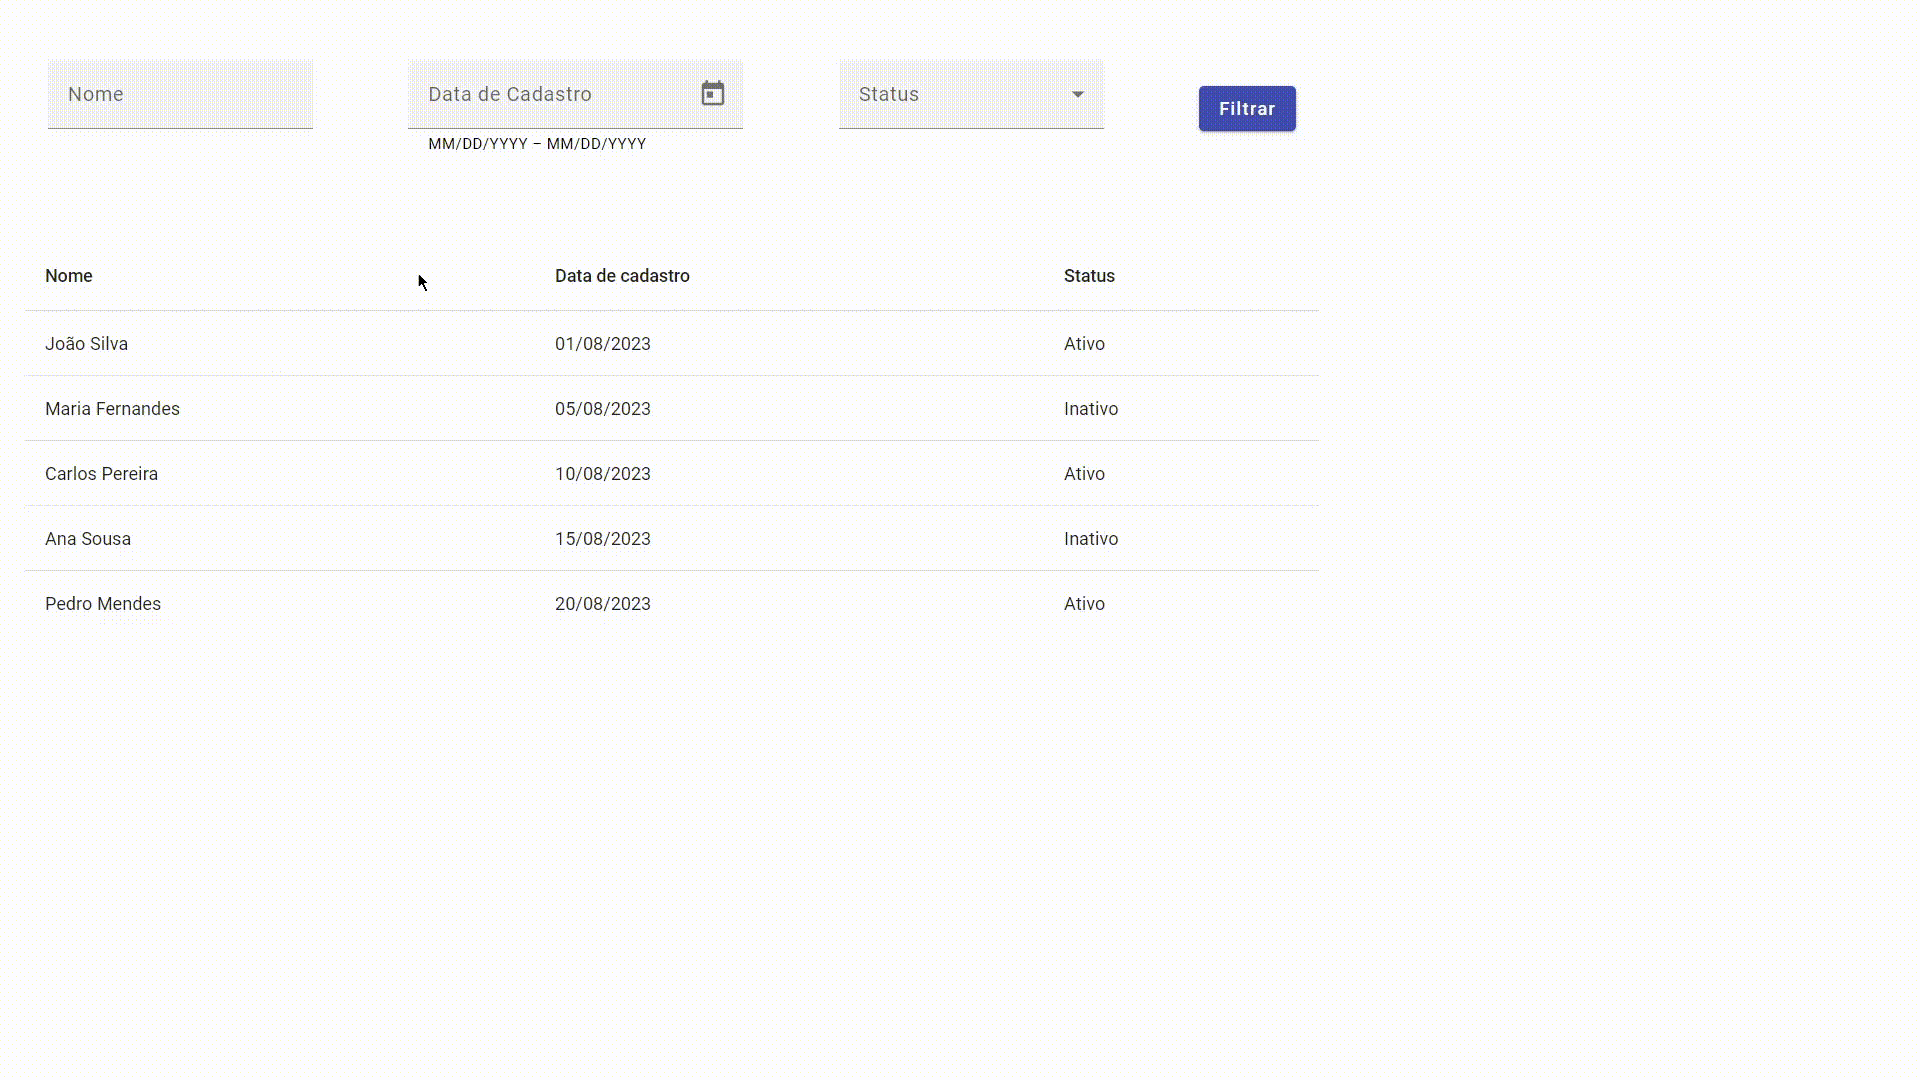 Nome Data de Cadastro Status Filtrar
MM/DD/YYYY – MM/DD/YYYY
Nome Data de cadastro Status
João Silva 01/08/2023 Ativo
Maria Fernandes 05/08/2023 Inativo
Carlos Pereira 10/08/2023 Ativo
Ana Sousa 15/08/2023 Inativo
Pedro Mendes 20/08/2023 Ativo